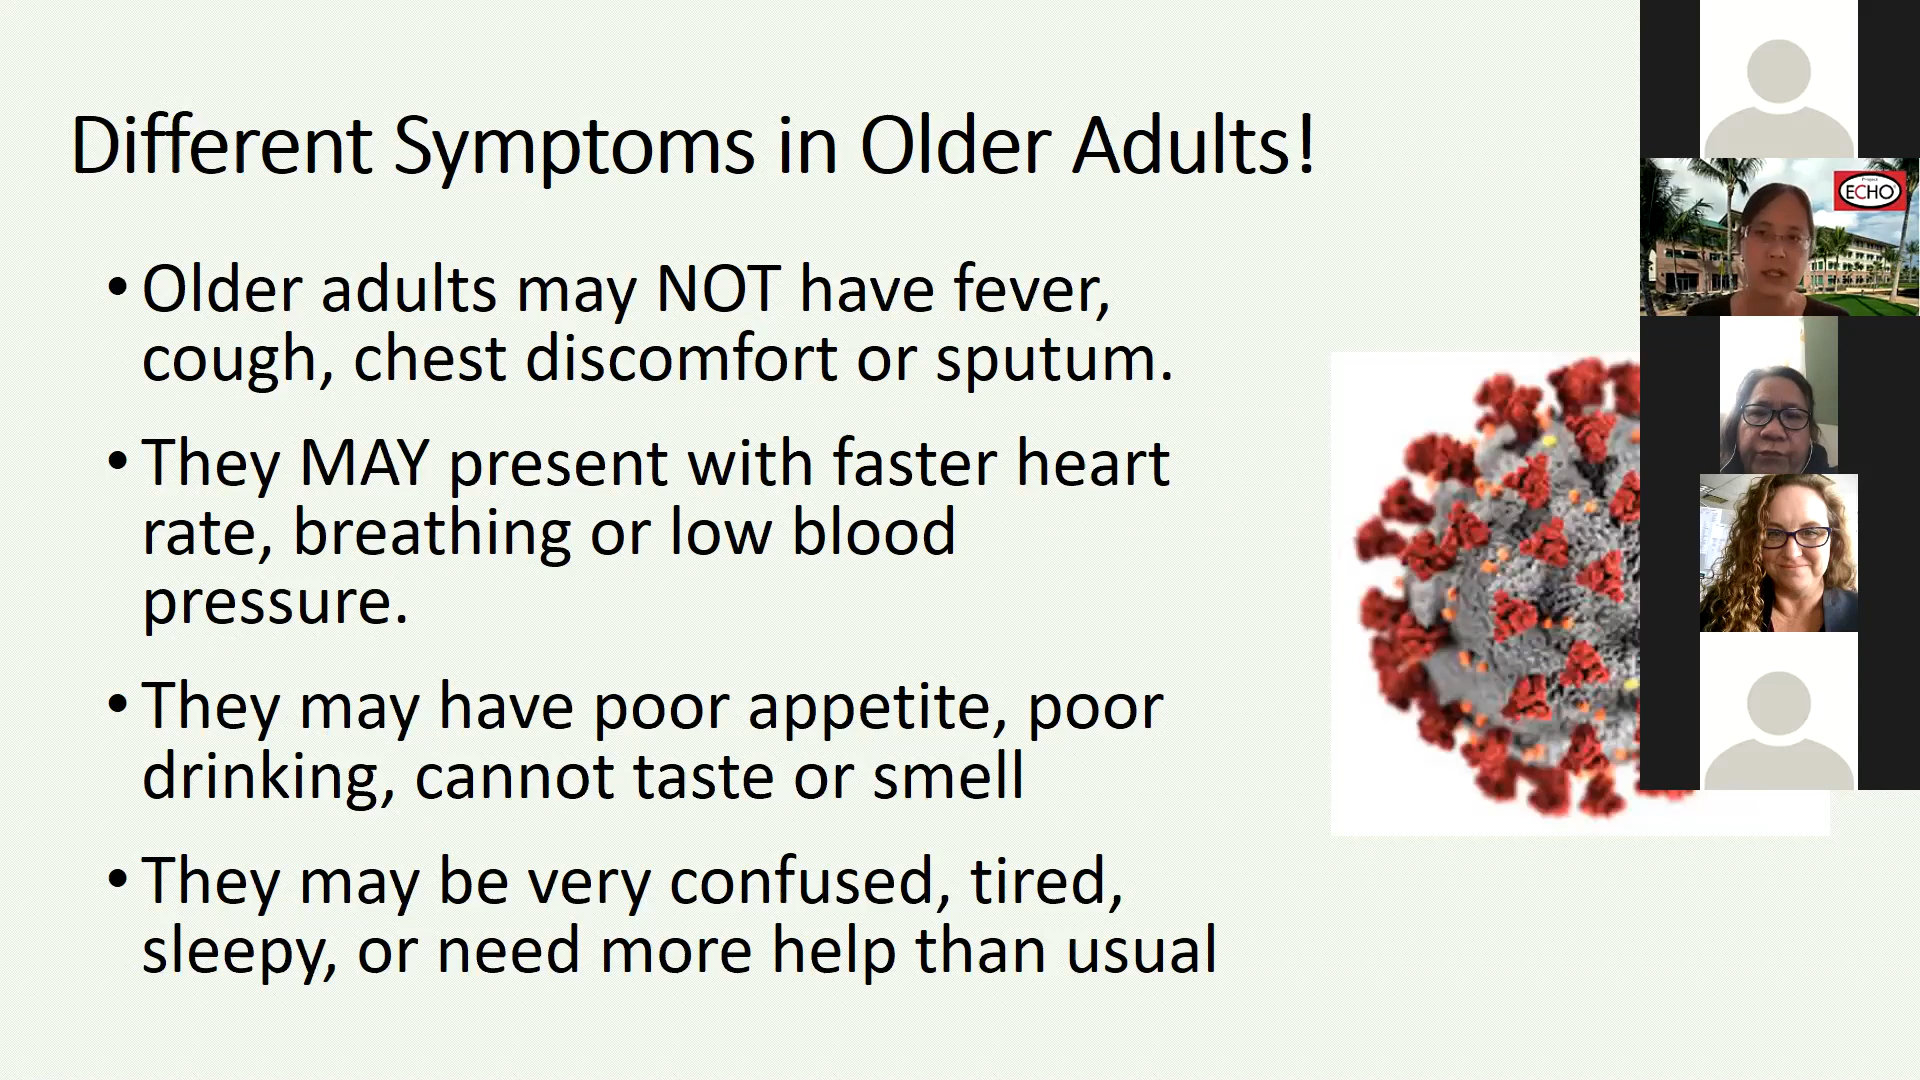 Different Symptoms in Older Adults!
• Older adults may NOT have fever,
cough, chest discomfort or sputum.
• They MAY present with faster heart
rate, breathing or low blood
pressure.
• They may have poor appetite, poor
drinking, cannot taste or smell
• They may be very confused, tired,
sleepy, or need more help than usual
Project
ECHO